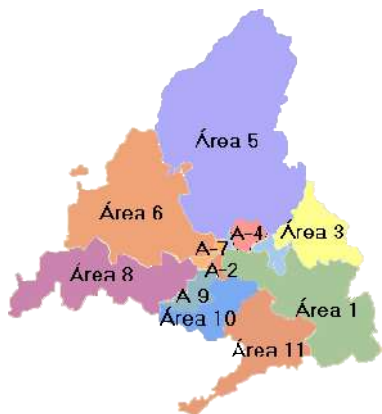 Área 5
Área 6
A-4
Área 3
A-7
Área 8
A-2
A 9
Área 1
Área 10
Área 11